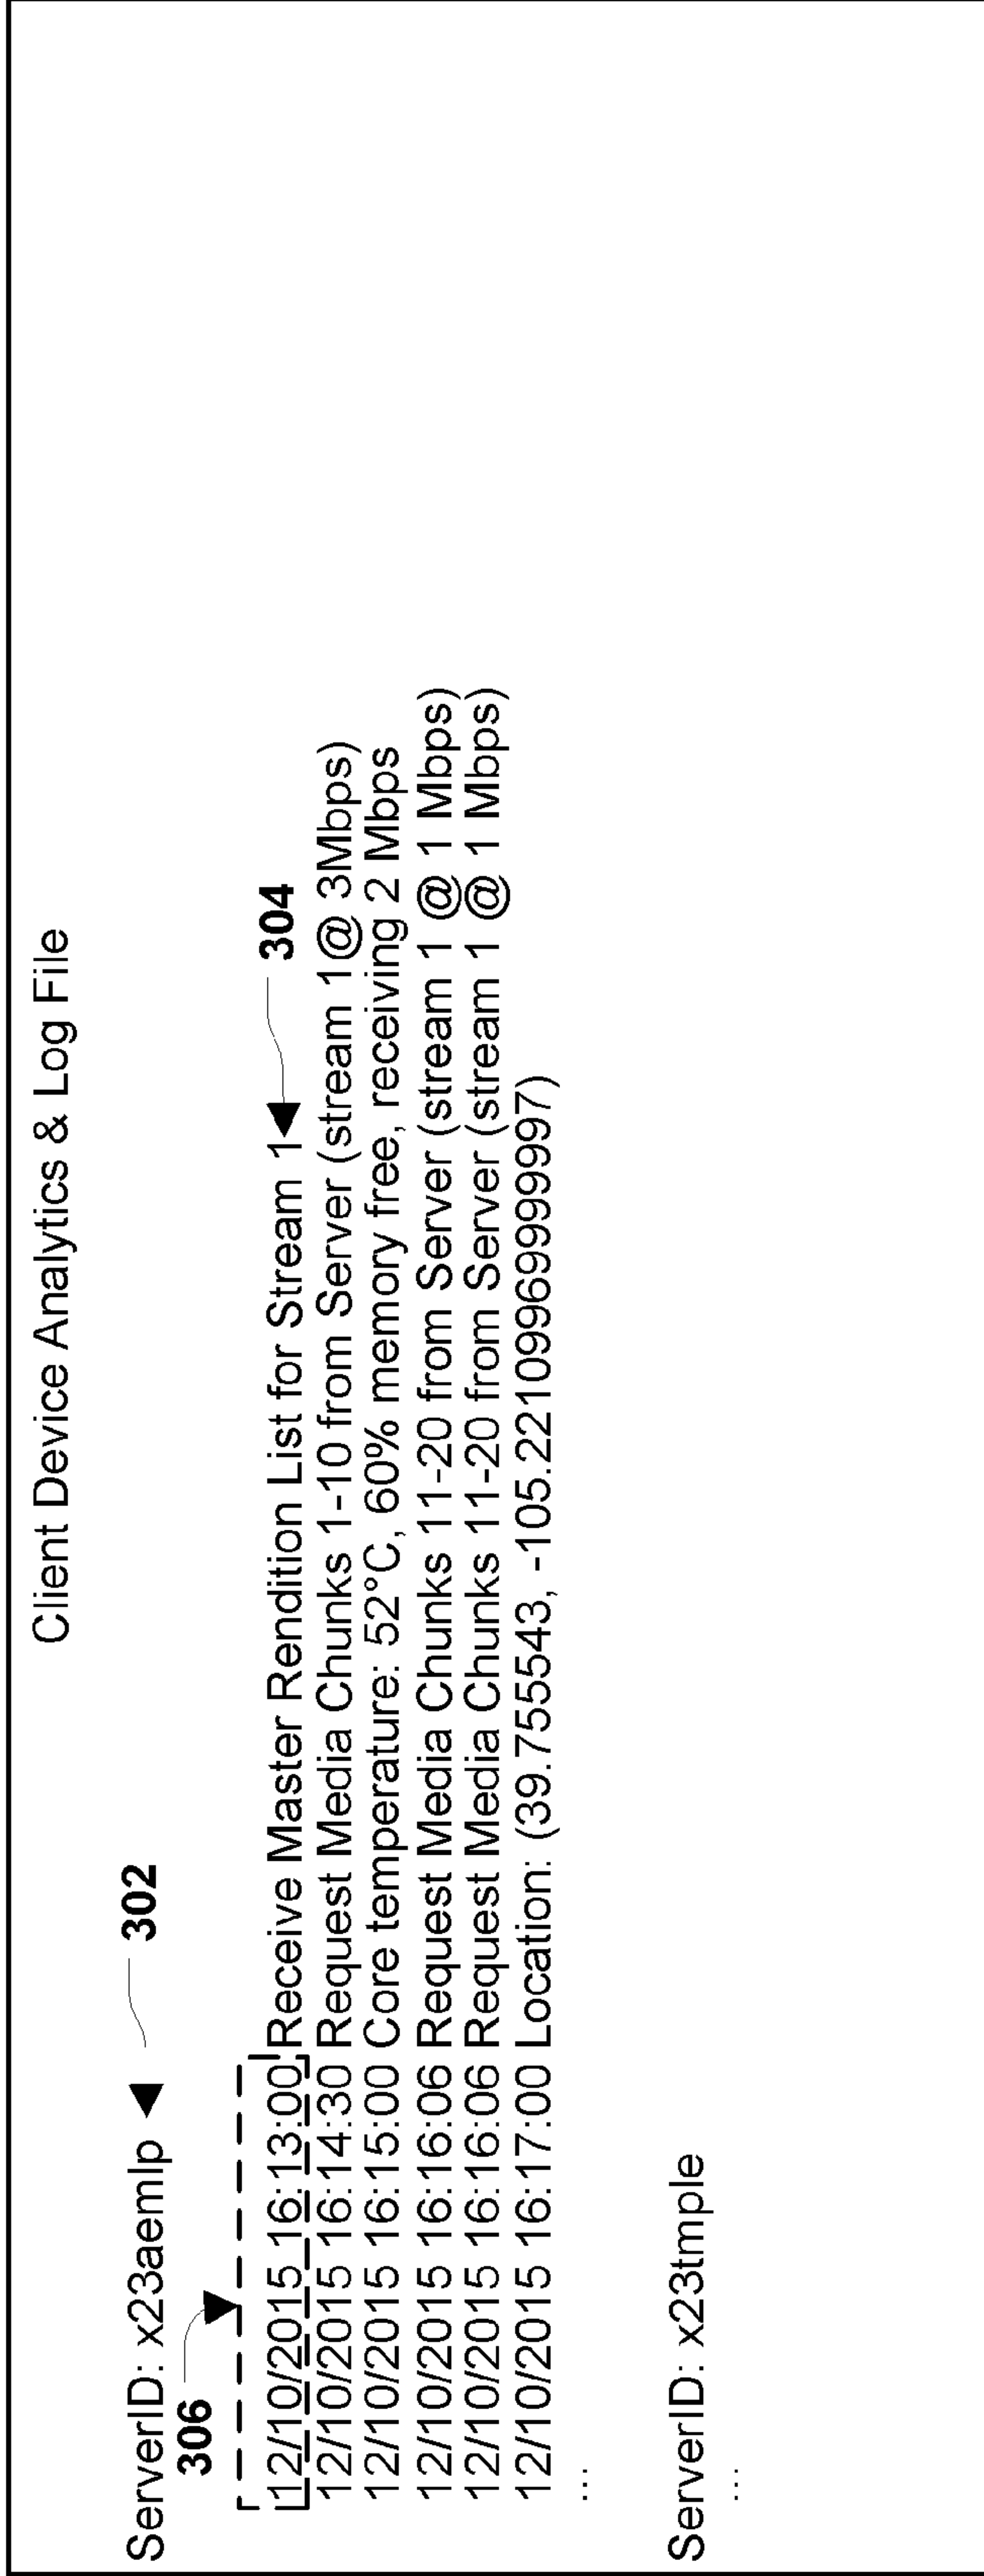 Client Device Analytics & Log File
ServerID: x23aemlp 302
306
12/10/2015 16:13:00 Receive Master Rendition List for Stream 1 304
12/10/2015 16:14:30 Request Media Chunks 1-10 from Server (stream 1@ 3Mbps)
12/10/2015 16:15:00 Core temperature: 52°C, 60% memory free, receiving 2 Mbps
12/10/2015 16:16:06 Request Media Chunks 11-20 from Server (stream 1 @ 1 Mbps)
12/10/2015 16:16:06 Request Media Chunks 11-20 from Server (stream 1 @ 1 Mbps)
12/10/2015 16:17:00 Location: (39.755543, -105.22109969999997)
...
ServerID: x23tmple
...